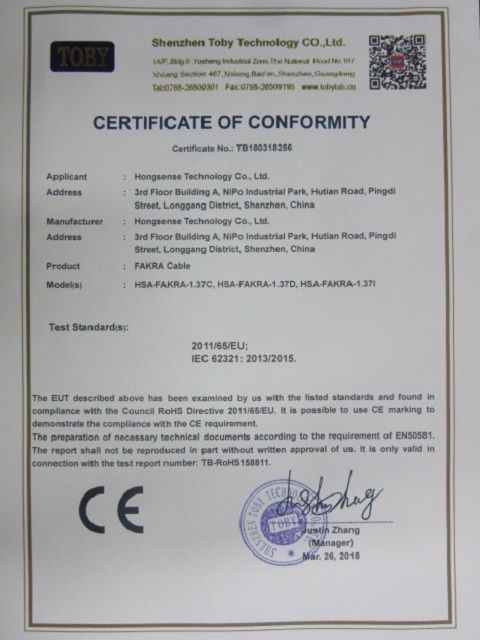 TOBY
Shenzhen Toby Technology CO.,Ltd.
1A/F.,Bldg.6 .Yusheng Industrial Zone,The National Road No.107
Xixiang Section 467,Xixiang,Bao'an,Shenzhen,Guangdong
Tel:0755-26509301 Fax:0755-26509195 www.tobylab.cn
CERTIFICATE OF CONFORMITY
Certificate No.: TB180318256
Applicant : Hongsense Technology Co., Ltd.
Address : 3rd Floor Building A, NiPo Industrial Park, Hutian Road, Pingdi
Street, Longgang District, Shenzhen, China
Manufacturer : Hongsense Technology Co., Ltd.
Address : 3rd Floor Building A, NiPo Industrial Park, Hutian Road, Pingdi
Street, Longgang District, Shenzhen, China
Product : FAKRA Cable
Model(s) : HSA-FAKRA-1.37C, HSA-FAKRA-1.37D, HSA-FAKRA-1.37I
Test Standard(s):
2011/65/EU;
IEC 62321: 2013/2015.
The EUT described above has been examined by us with the listed standards and found in
compliance with the Council RoHS Directive 2011/65/EU. It is possible to use CE marking to
demonstrate the compliance with the CE requirement.
The preparation of necessary technical documents according to the requirement of EN50581.
The report shall not be reproduced in part without written approval of us. It is only valid in
connection with the test report number: TB-RoHS158811.
CE
SHENZHEN TOBY TECHNOLOGY
TOBY
Justin Zhang
(Manager)
Mar. 26, 2018